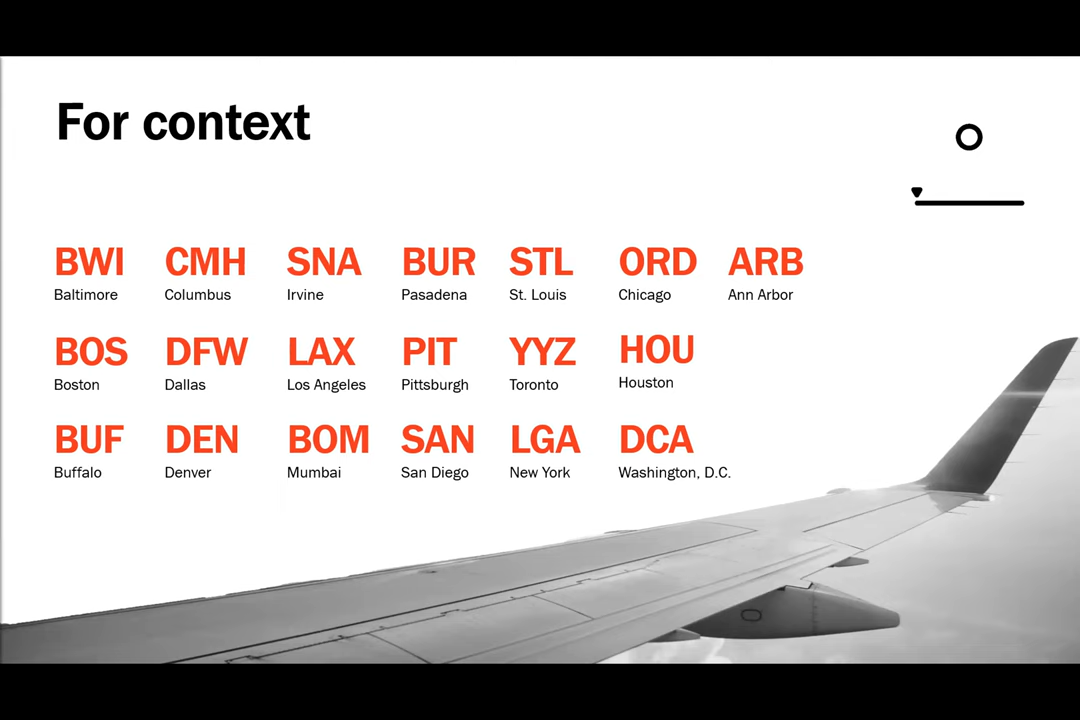 For context
BWI CMH SNA BUR STL ORD ARB
Baltimore Columbus Irvine Pasadena St. Louis Chicago Ann Arbor
BOS DFW LAX PIT YYZ HOU
Boston Dallas Los Angeles Pittsburgh Toronto Houston
BUF DEN BOM SAN LGA DCA
Buffalo Denver Mumbai San Diego New York Washington, D.C.